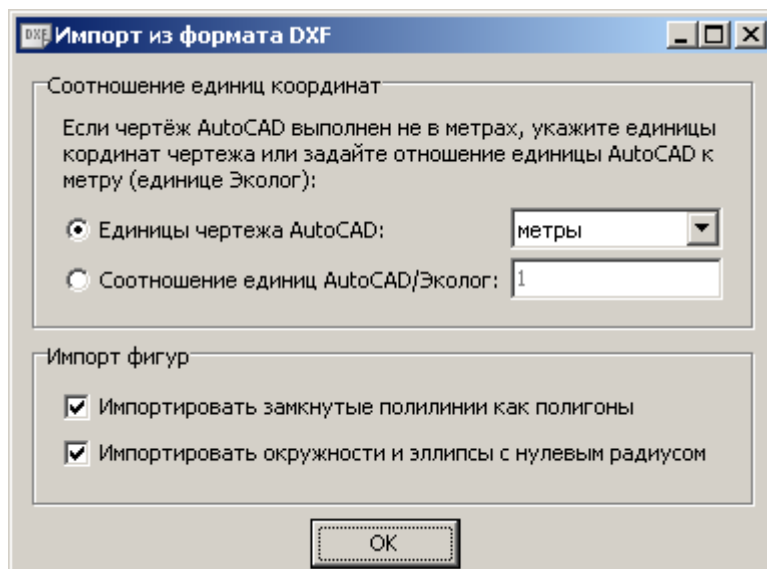 DXF Импорт из формата DXF
Соотношение единиц координат
Если чертёж AutoCAD выполнен не в метрах, укажите единицы
кординат чертежа или задайте отношение единицы AutoCAD к
метру (единице Эколог):
Единицы чертежа AutoCAD: метры
Соотношение единиц AutoCAD/Эколог: 1
Импорт фигур
Импортировать замкнутые полилинии как полигоны
Импортировать окружности и эллипсы с нулевым радиусом
OK